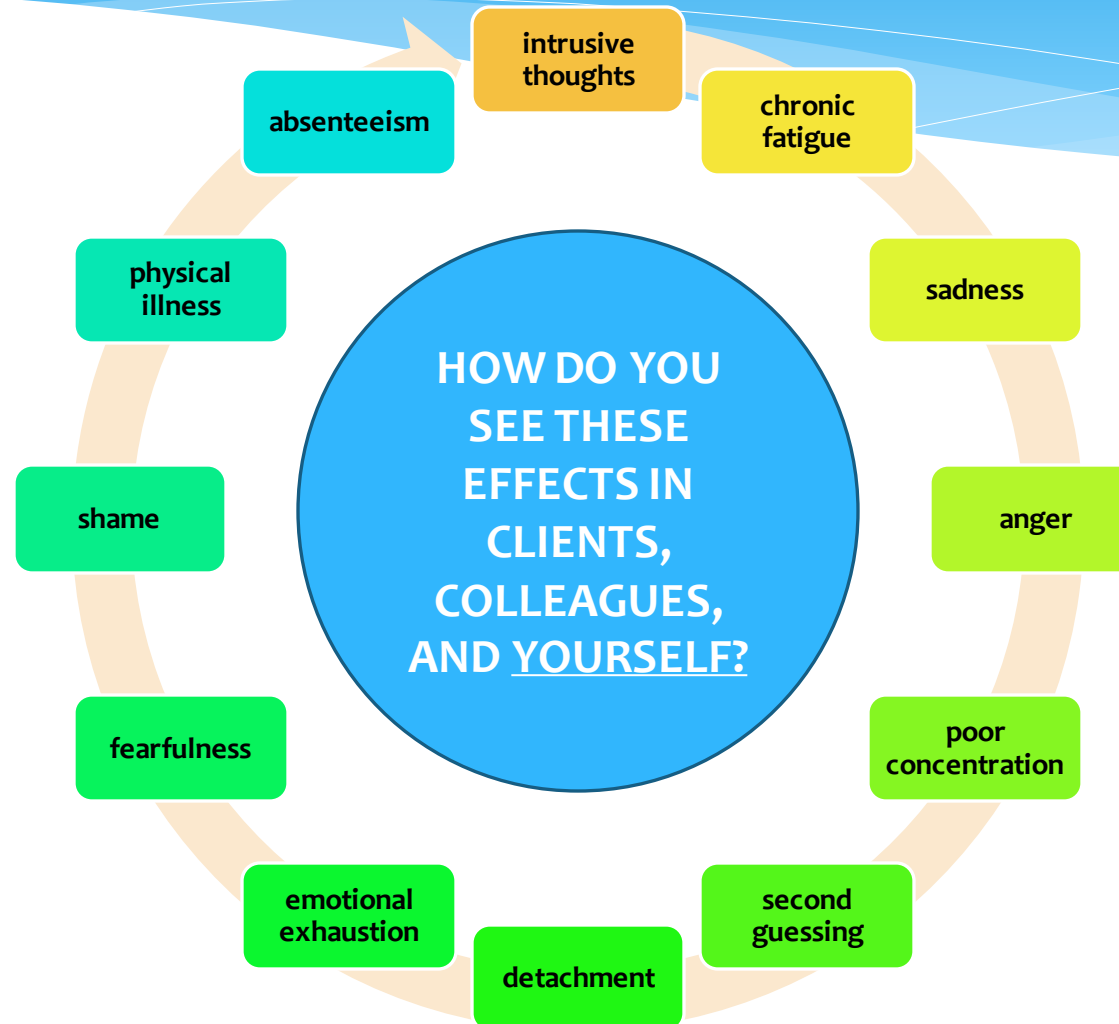 intrusive
thoughts
chronic
fatigue
sadness
anger
poor
concentration
second
guessing
detachment
emotional
exhaustion
fearfulness
shame
physical
illness
absenteeism
HOW DO YOU
SEE THESE
EFFECTS IN
CLIENTS,
COLLEAGUES,
AND YOURSELF?